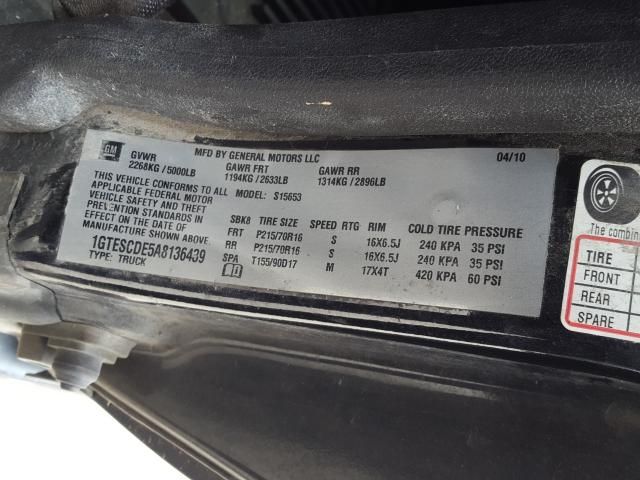 GM
MFD BY GENERAL MOTORS LLC
04/10
GVWR GAWR FRT GAWR RR
2268KG/5000LB 1194KG/2633LB 1314KG/2896LB
THIS VEHICLE CONFORMS TO ALL
APPLICABLE FEDERAL MOTOR
VEHICLE SAFETY AND THEFT
PREVENTION STANDARDS IN
EFFECT ON THE DATE OF
MANUFACTURE SHOWN ABOVE.
MODEL: S15653
1GTESCDE5A8136439
TYPE: TRUCK
SBK8 TIRE SIZE SPEED RTG RIM COLD TIRE PRESSURE
FRT P215/70R16 S 16X6.5J 240 KPA 35 PSI
RR P215/70R16 S 16X6.5J 240 KPA 35 PSI
SPA T155/90D17 M 17X4T 420 KPA 60 PSI
The combine
TIRE
FRONT
REAR
SPARE